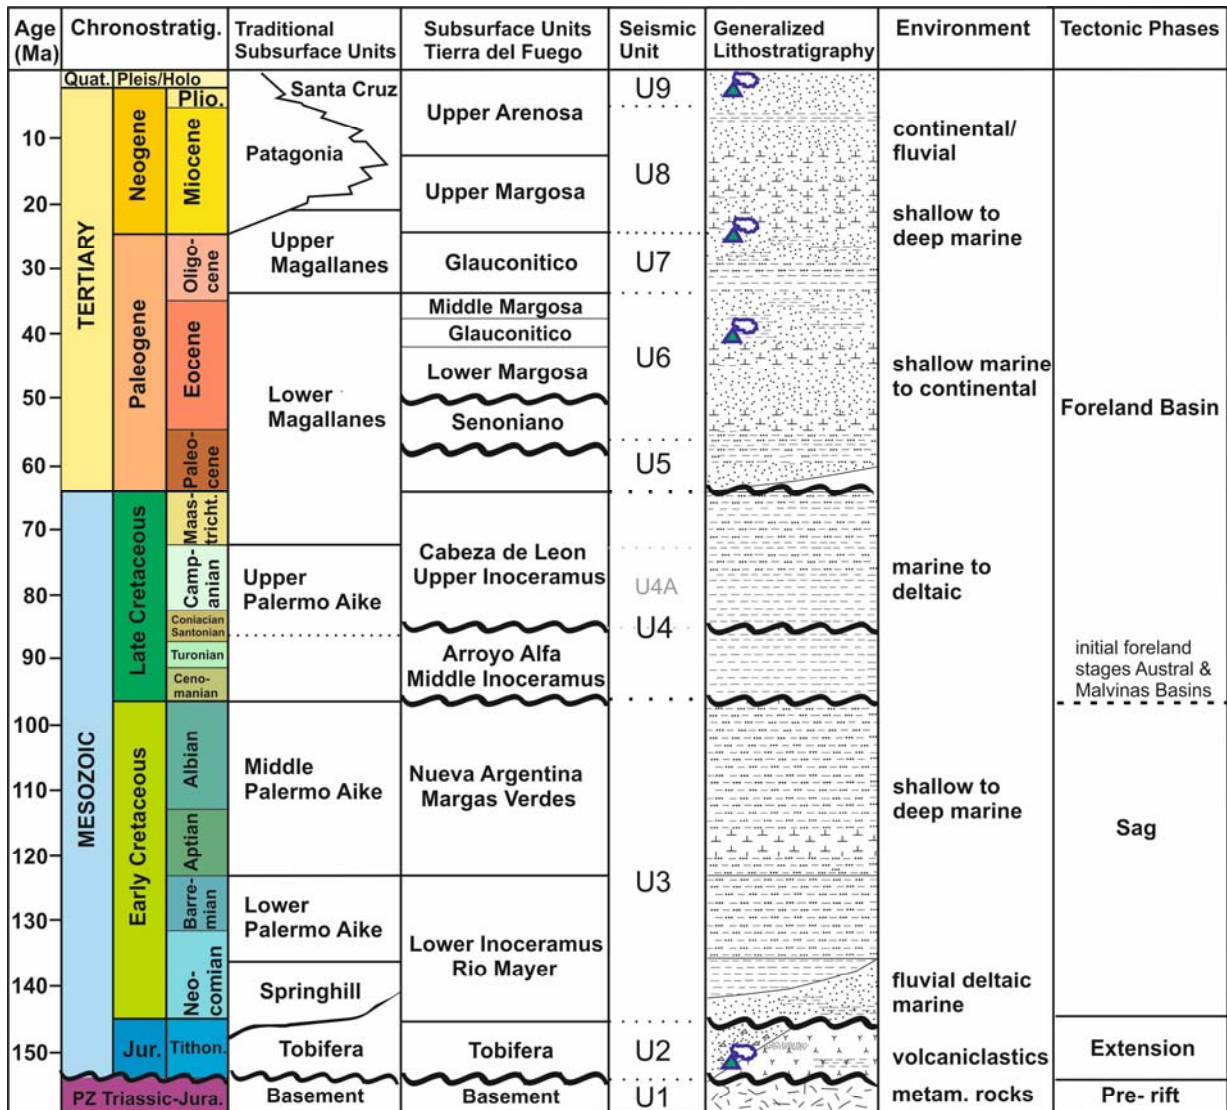 Age
(Ma)
Chronostratig.
Traditional
Subsurface Units
Subsurface Units
Tierra del Fuego
Seismic
Unit
Generalized
Lithostratigraphy
Environment
Tectonic Phases
10
20
30
40
50
60
70
80
90
100
110
120
130
140
150
Quat.
Pleis/Holo
TERTIARY
MESOZOIC
Neogene
Paleogene
Late Cretaceous
Early Cretaceous
Jur.
PZ Triassic-Jura.
Plio.
Miocene
Oligo-
cene
Eocene
Paleo-
cene
Maas-
tricht.
Camp-
anian
Coniacian
Santonian
Turonian
Ceno-
manian
Albian
Aptian
Barre-
mian
Neo-
comian
Tithon.
Santa Cruz
Patagonia
Upper
Magallanes
Lower
Magallanes
Upper
Palermo Aike
Middle
Palermo Aike
Lower
Palermo Aike
Springhill
Tobifera
Basement
Upper Arenosa
Upper Margosa
Glauconitico
Middle Margosa
Glauconitico
Lower Margosa
Senoniano
Cabeza de Leon
Upper Inoceramus
Arroyo Alfa
Middle Inoceramus
Nueva Argentina
Margas Verdes
Lower Inoceramus
Rio Mayer
Tobifera
Basement
U9
U8
U7
U6
U5
U4A
U4
U3
U2
U1
continental/
fluvial
shallow to
deep marine
shallow marine
to continental
marine to
deltaic
shallow to
deep marine
fluvial deltaic
marine
volcaniclastics
metam. rocks
Foreland Basin
initial foreland
stages Austral &
Malvinas Basins
Sag
Extension
Pre- rift